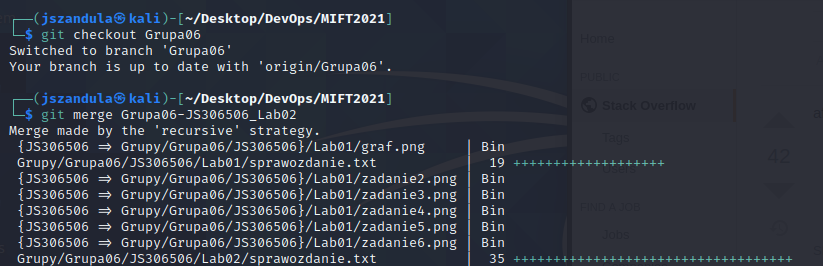 ┌──(jszandula㉿kali)-[~/Desktop/DevOps/MIFT2021]
└─$ git checkout Grupa06
Switched to branch 'Grupa06'
Your branch is up to date with 'origin/Grupa06'.
┌──(jszandula㉿kali)-[~/Desktop/DevOps/MIFT2021]
└─$ git merge Grupa06-JS306506_Lab02
Merge made by the 'recursive' strategy.
{JS306506 => Grupy/Grupa06/JS306506}/Lab01/graf.png | Bin
Grupy/Grupa06/JS306506/Lab01/sprawozdanie.txt | 19 +++++++++++++++++++
{JS306506 => Grupy/Grupa06/JS306506}/Lab01/zadanie2.png | Bin
{JS306506 => Grupy/Grupa06/JS306506}/Lab01/zadanie3.png | Bin
{JS306506 => Grupy/Grupa06/JS306506}/Lab01/zadanie4.png | Bin
{JS306506 => Grupy/Grupa06/JS306506}/Lab01/zadanie5.png | Bin
{JS306506 => Grupy/Grupa06/JS306506}/Lab01/zadanie6.png | Bin
Grupy/Grupa06/JS306506/Lab02/sprawozdanie.txt | 35 +++++++++++++++++++++++++++++++++++
Home
PUBLIC
Stack Overflow
Tags
Users
FIND A JOB
Jobs
42